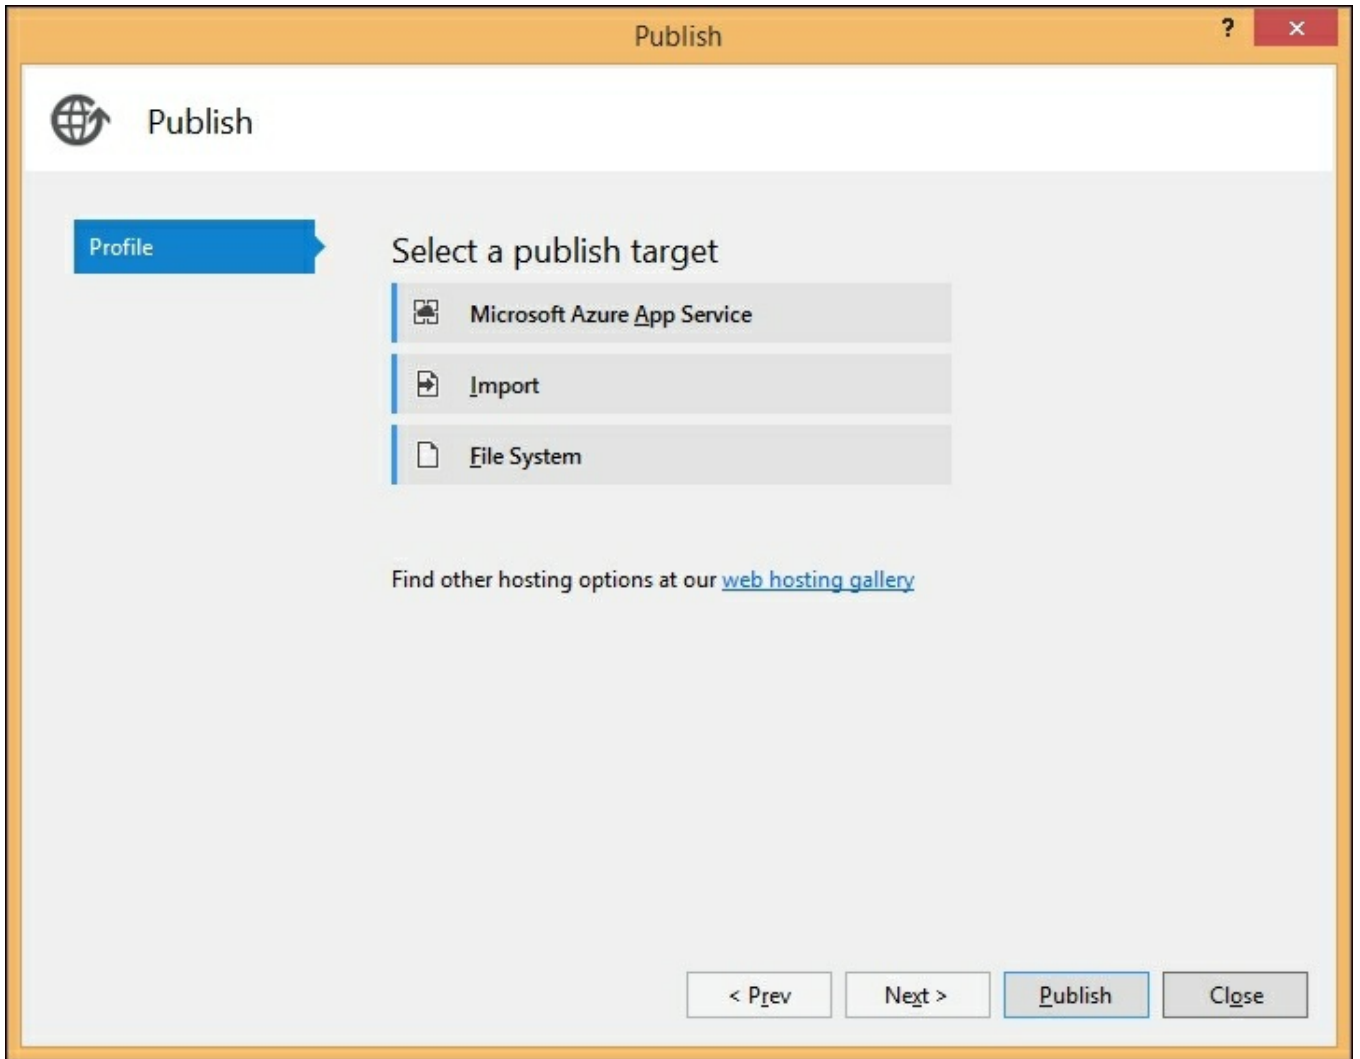 Publish
? ×
Publish
Profile
Select a publish target
Microsoft Azure App Service
Import
File System
Find other hosting options at our web hosting gallery
< Prev Next > Publish Close